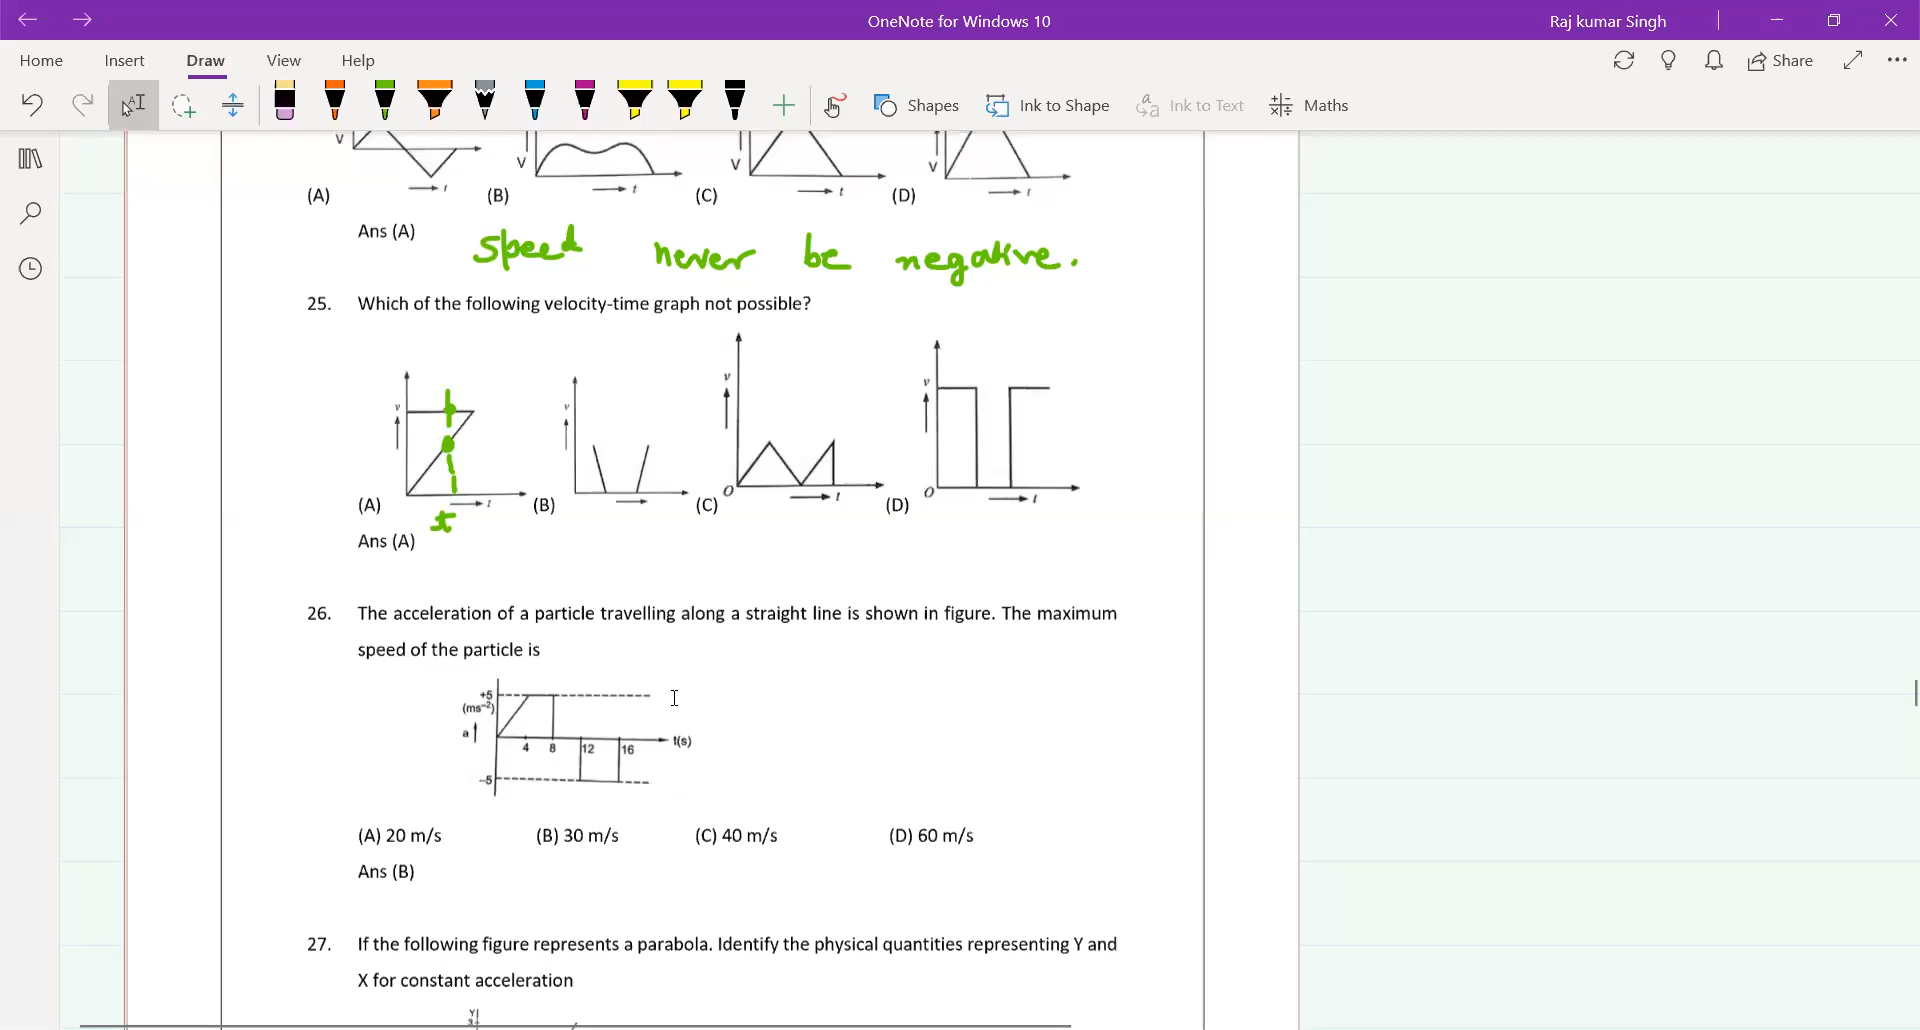 OneNote for Windows 10
Raj kumar Singh
Home Insert Draw View Help
Share
Shapes Ink to Shape Ink to Text Maths
V V V V
t t t t
(A) (B) (C) (D)
Ans (A)
speed never be negative.
25. Which of the following velocity-time graph not possible?
v v v v
O O
t t t
(A) (B) (C) (D)
t
Ans (A)
26. The acceleration of a particle travelling along a straight line is shown in figure. The maximum
speed of the particle is
+5
(ms⁻²)
a
4 8 12 16 t(s)
–5
(A) 20 m/s (B) 30 m/s (C) 40 m/s (D) 60 m/s
Ans (B)
27. If the following figure represents a parabola. Identify the physical quantities representing Y and
X for constant acceleration
Y